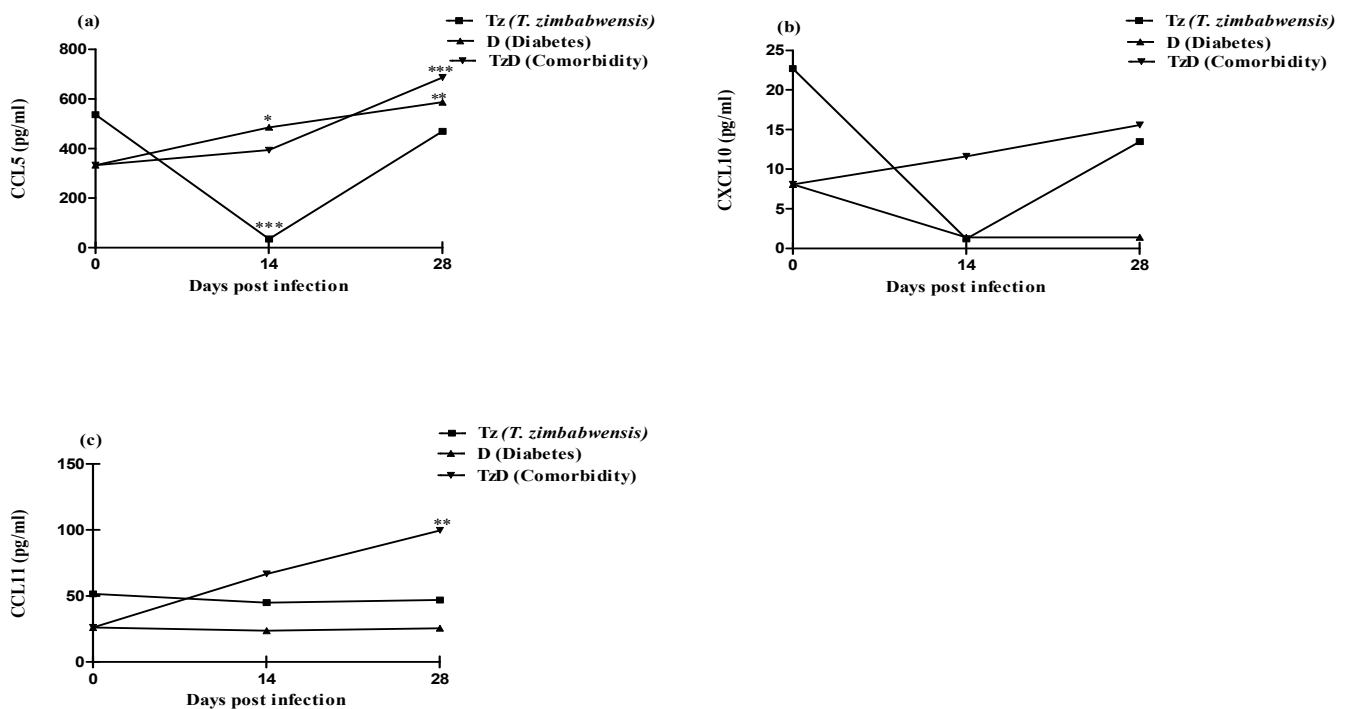 (a)
Tz (T. zimbabwensis)
D (Diabetes)
TzD (Comorbidity)
800
600
400
200
0
CCL5 (pg/ml)
*
***
***
**
0 14 28
Days post infection
(b)
Tz (T. zimbabwensis)
D (Diabetes)
TzD (Comorbidity)
25
20
15
10
5
0
CXCL10 (pg/ml)
0 14 28
Days post infection
(c)
Tz (T. zimbabwensis)
D (Diabetes)
TzD (Comorbidity)
150
100
50
0
CCL11 (pg/ml)
**
0 14 28
Days post infection